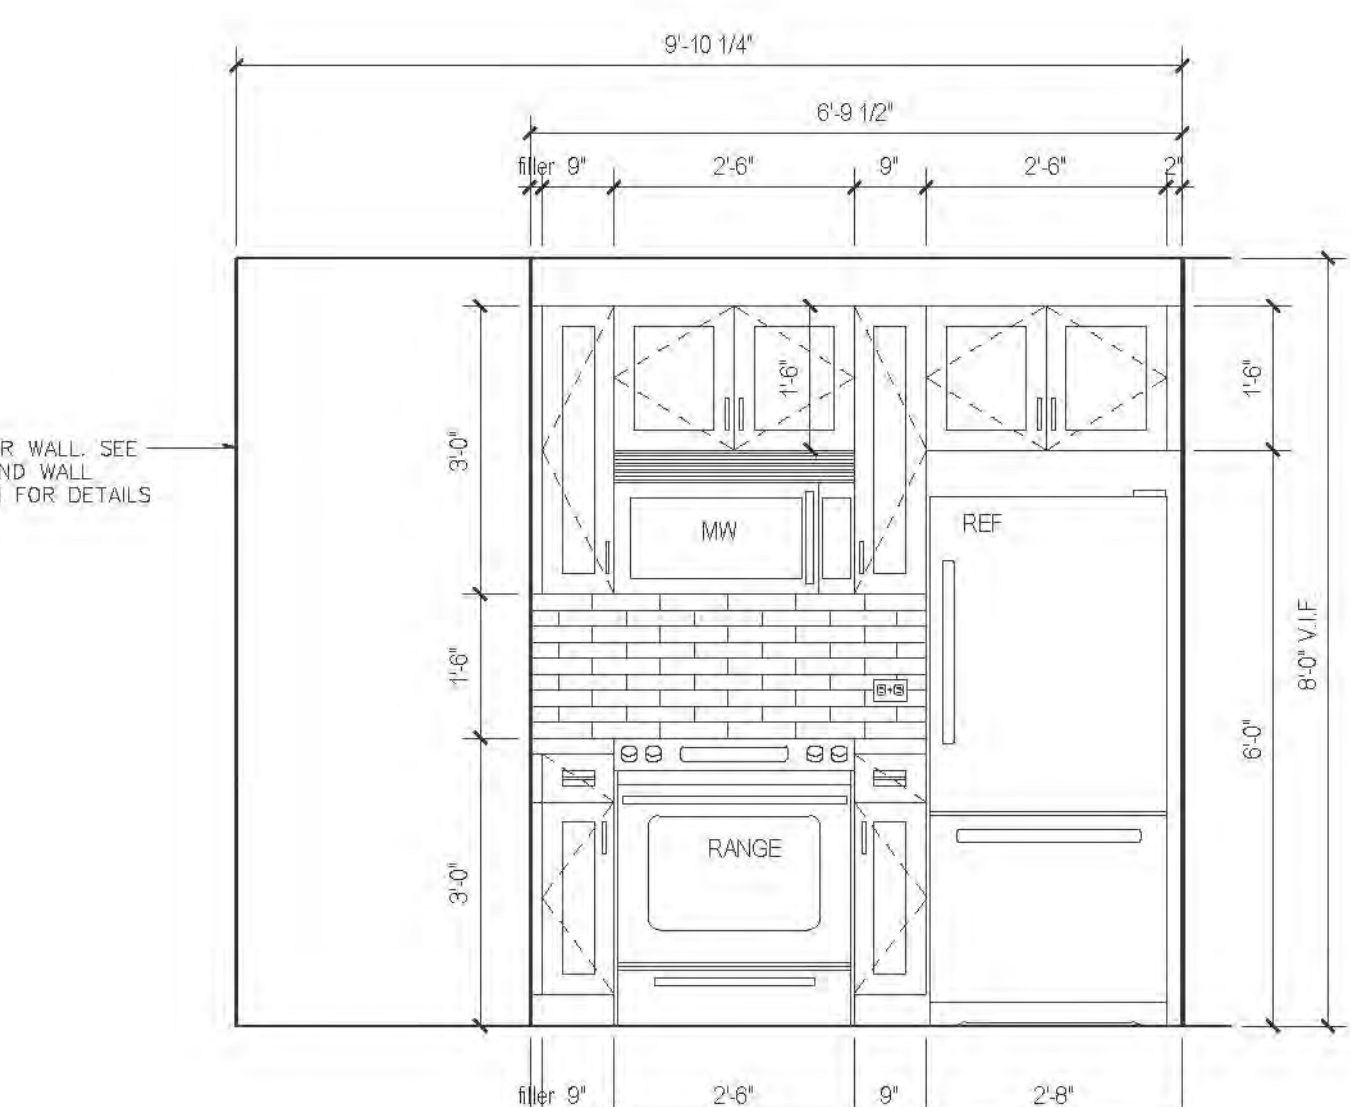 9'-10 1/4"
6'-9 1/2"
filler 9" 2'-6" 9" 2'-6" 2"
1'-6"
1'-6"
3'-0"
R WALL. SEE
ND WALL
FOR DETAILS
MW
REF
8'-0" V.I.F
1'-6"
6'-0"
RANGE
3'-0"
filler 9" 2'-6" 9" 2'-8"